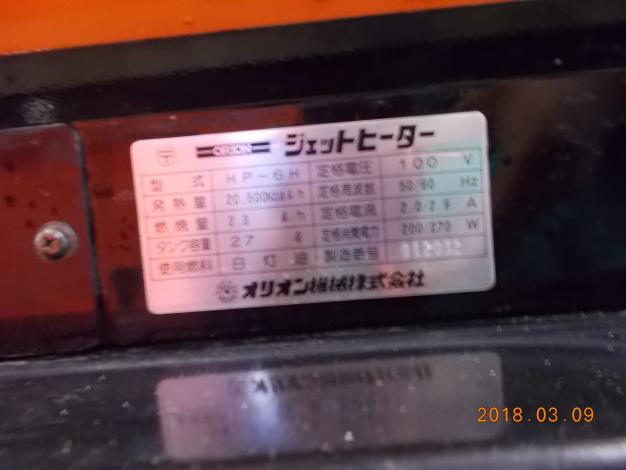 〒 ORION ジェットヒーター
型式 HP-6H 定格電圧 100 V
発熱量 20,500Kcal/h 定格周波数 50/60 Hz
燃焼量 2.3 ℓ/h 定格電流 A
タンク容量 27 ℓ 定格消費電力 200/270 W
使用燃料 白灯油 製造番号
オリオン機械株式会社
2018.03.09